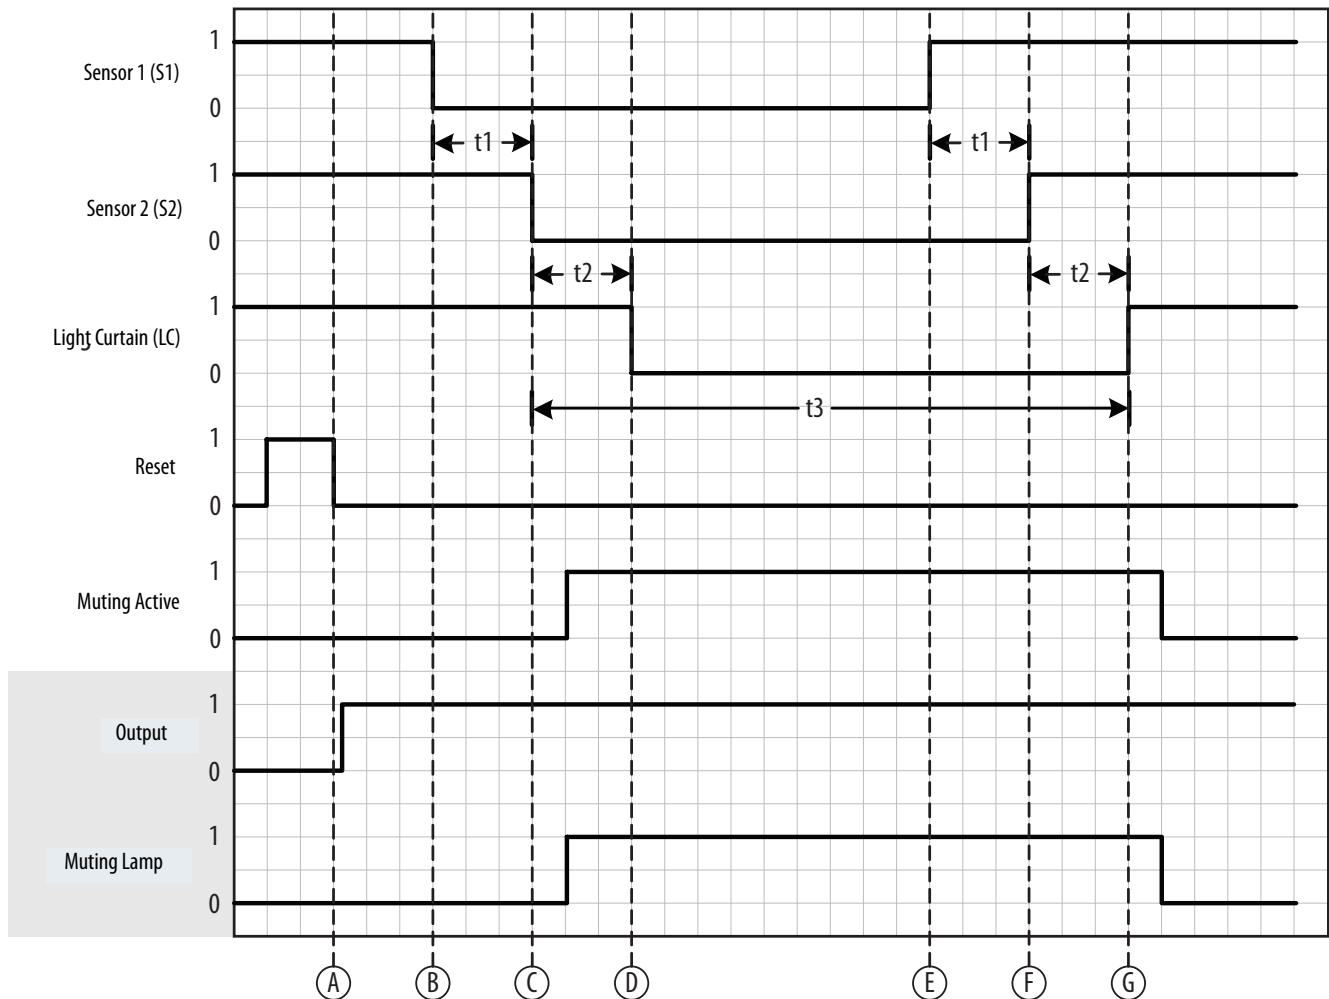 1
Sensor 1 (S1)
0
t1
t1
1
Sensor 2 (S2)
0
t2
t2
1
Light Curtain (LC)
0
t3
1
Reset
0
1
Muting Active
0
1
Output
0
1
Muting Lamp
0
A B C D E F G